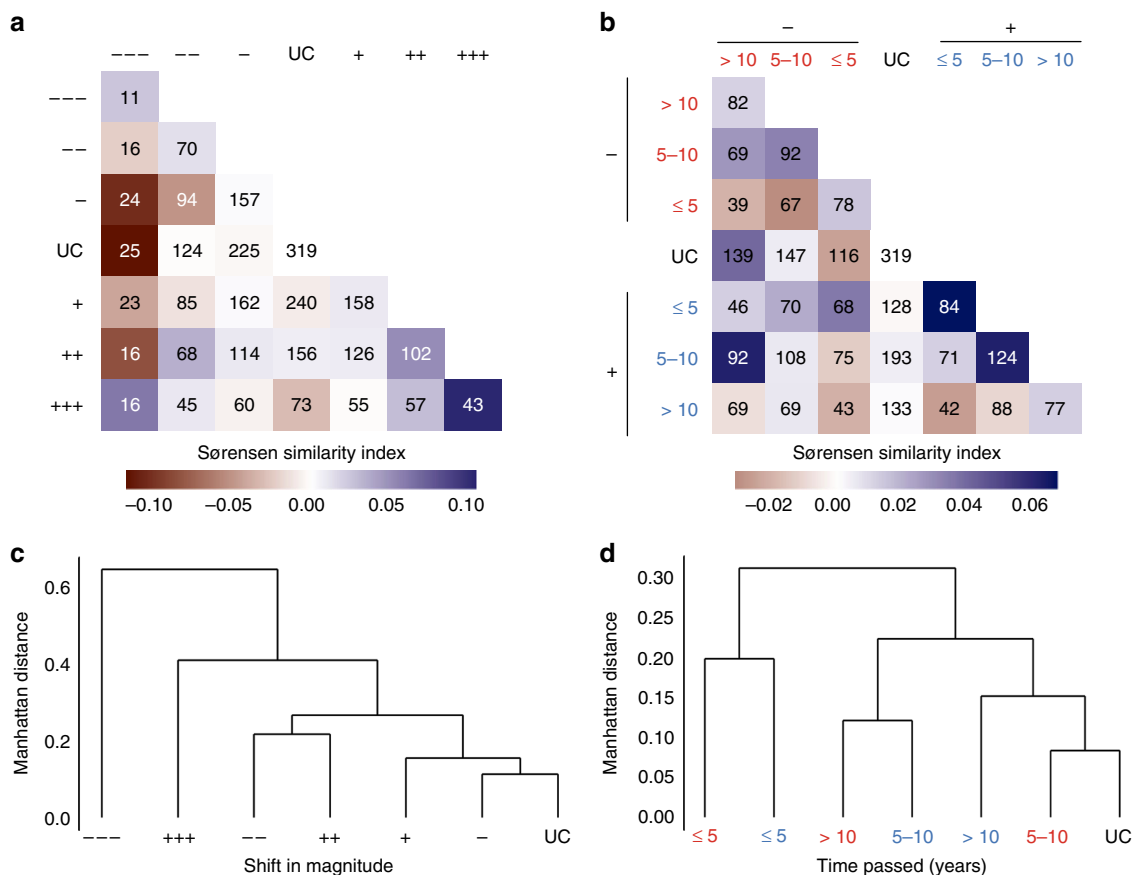 a
−−− −− − UC + ++ +++
−−− 11
−− 16 70
− 24 94 157
UC 25 124 225 319
+ 23 85 162 240 158
++ 16 68 114 156 126 102
+++ 16 45 60 73 55 57 43
Sørensen similarity index
−0.10 −0.05 0.00 0.05 0.10
b
− +
> 10 5–10 ≤ 5 UC ≤ 5 5–10 > 10
> 10 82
− 5–10 69 92
≤ 5 39 67 78
UC 139 147 116 319
≤ 5 46 70 68 128 84
+ 5–10 92 108 75 193 71 124
> 10 69 69 43 133 42 88 77
Sørensen similarity index
−0.02 0.00 0.02 0.04 0.06
c
Manhattan distance
0.6
0.4
0.2
0.0
−−− +++ −− ++ + − UC
Shift in magnitude
d
Manhattan distance
0.30
0.20
0.15
0.10
0.05
0.00
≤ 5 ≤ 5 > 10 5–10 > 10 5–10 UC
Time passed (years)